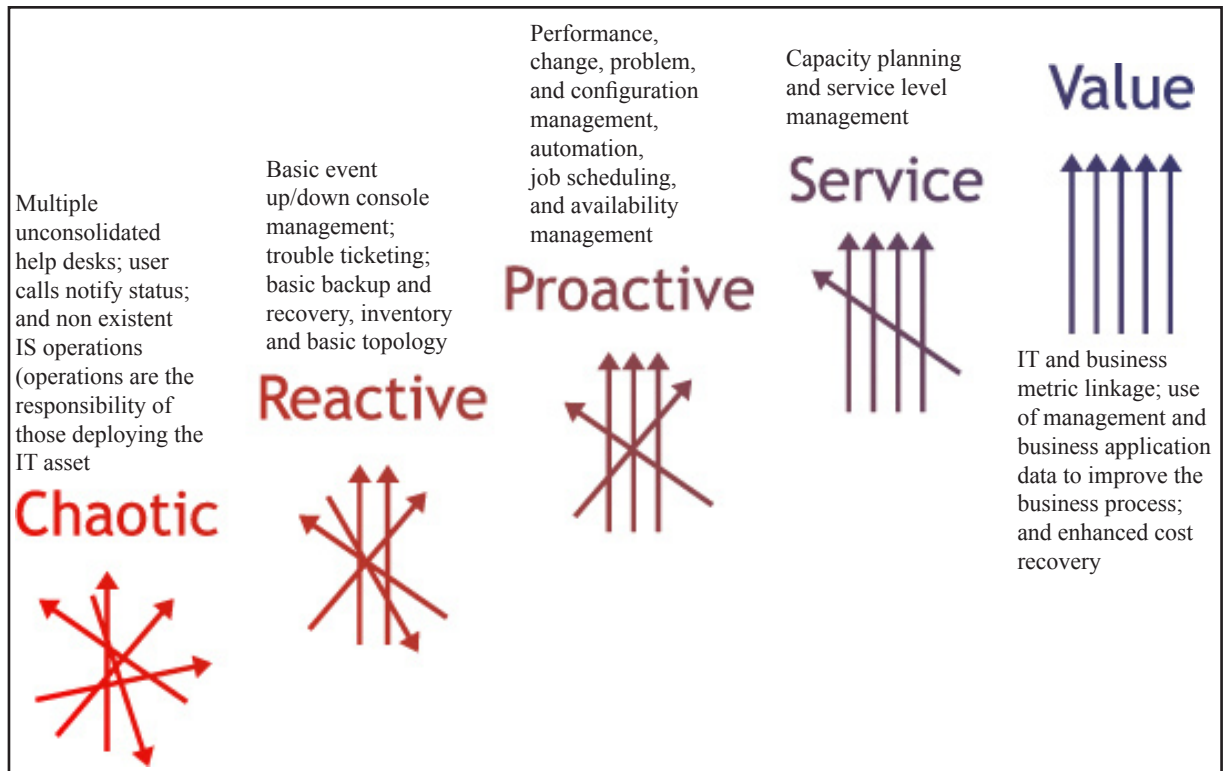 Multiple
unconsolidated
help desks; user
calls notify status;
and non existent
IS operations
(operations are the
responsibility of
those deploying the
IT asset
Chaotic
Basic event
up/down console
management;
trouble ticketing;
basic backup and
recovery, inventory
and basic topology
Reactive
Performance,
change, problem,
and configuration
management,
automation,
job scheduling,
and availability
management
Proactive
Capacity planning
and service level
management
Service
Value
IT and business
metric linkage; use
of management and
business application
data to improve the
business process;
and enhanced cost
recovery